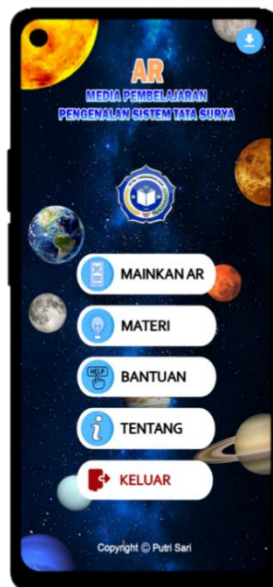 AR
MEDIA PEMBELAJARAN
PENGENALAN SISTEM TATA SURYA
MAINKAN AR
MATERI
HELP
BANTUAN
TENTANG
KELUAR
Copyright © Putri Sari